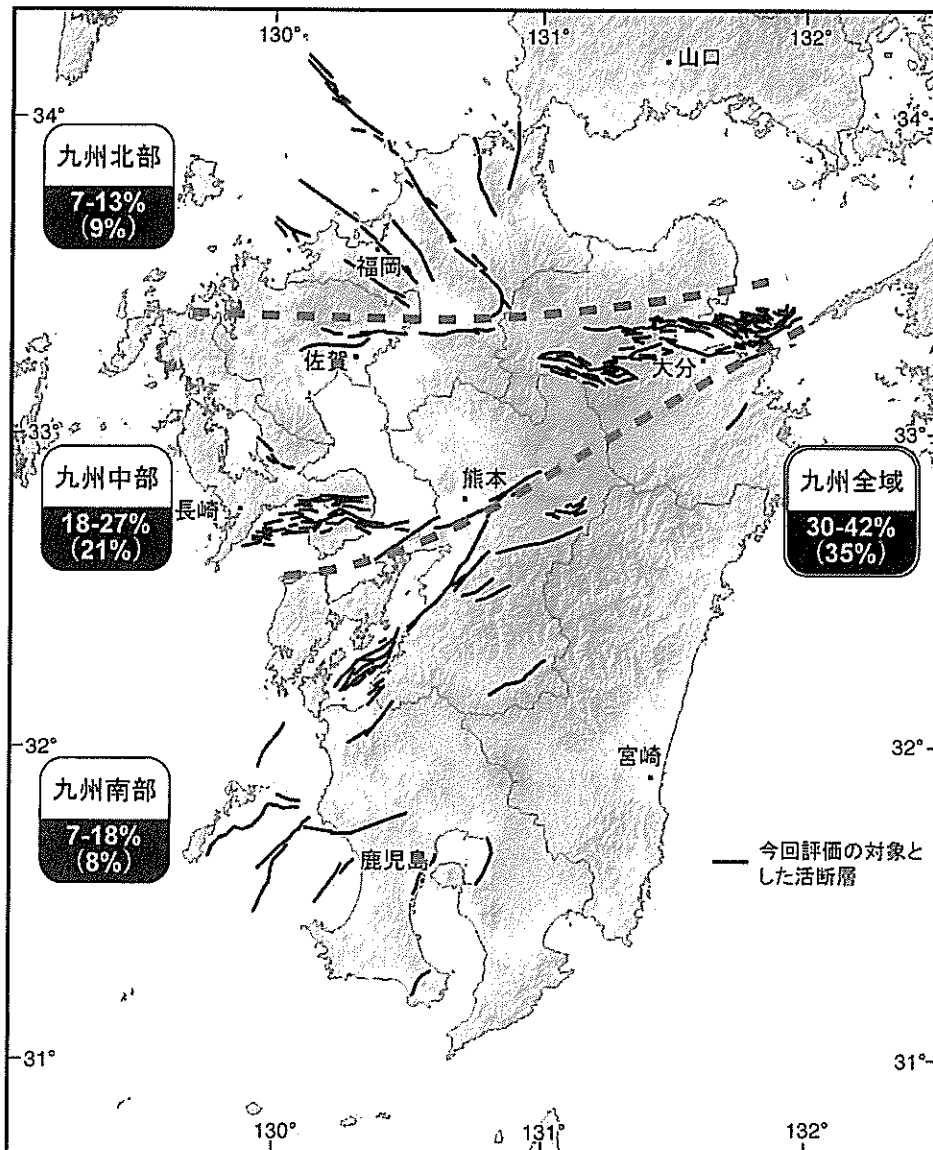 130°
131°
132°
山口
34°
34°
九州北部
7-13%
(9%)
福岡
佐賀
大分
33°
33°
九州中部
18-27%
(21%)
長崎
熊本
九州全域
30-42%
(35%)
32°
32°
宮崎
九州南部
7-18%
(8%)
鹿児島
今回評価の対象と
した活断層
31°
31°
130°
131°
132°